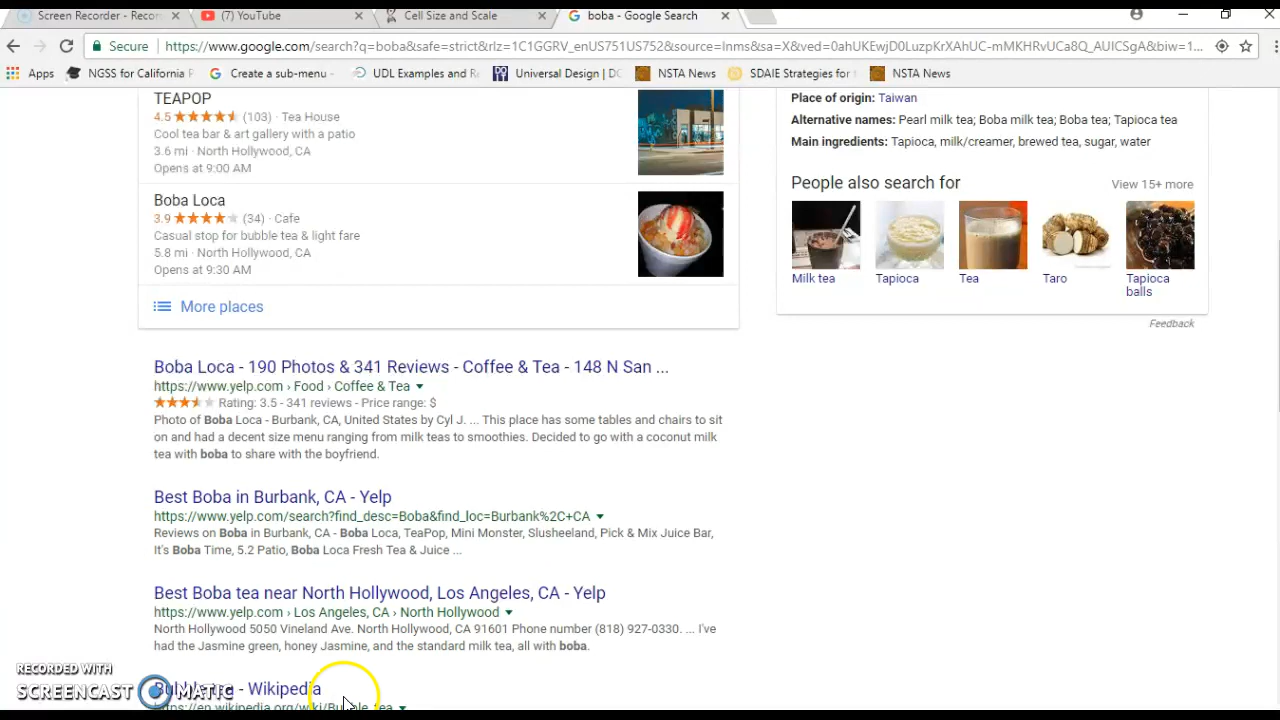 Screen Recorder - Recor
(7) YouTube
Cell Size and Scale
boba - Google Search
Secure
https://www.google.com/search?q=boba&safe=strict&rlz=1C1GGRV_enUS751US752&source=lnms&sa=X&ved=0ahUKEwjD0LuzpKrXAhUC-mMKHRvUCa8Q_AUICSgA&biw=1...
Apps
NGSS for California P
Create a sub-menu -
UDL Examples and Re
Universal Design | DO
NSTA News
SDAIE Strategies for t
NSTA News
TEAPOP
4.5 ★★★★★ (103) · Tea House
Cool tea bar & art gallery with a patio
3.6 mi · North Hollywood, CA
Opens at 9:00 AM
Boba Loca
3.9 ★★★★★ (34) · Cafe
Casual stop for bubble tea & light fare
5.8 mi · North Hollywood, CA
Opens at 9:30 AM
More places
Boba Loca - 190 Photos & 341 Reviews - Coffee & Tea - 148 N San ...
https://www.yelp.com › Food › Coffee & Tea
★★★★★ Rating: 3.5 - 341 reviews - Price range: $
Photo of Boba Loca - Burbank, CA, United States by Cyl J. ... This place has some tables and chairs to sit
on and had a decent size menu ranging from milk teas to smoothies. Decided to go with a coconut milk
tea with boba to share with the boyfriend.
Best Boba in Burbank, CA - Yelp
https://www.yelp.com/search?find_desc=Boba&find_loc=Burbank%2C+CA
Reviews on Boba in Burbank, CA - Boba Loca, TeaPop, Mini Monster, Slusheeland, Pick & Mix Juice Bar,
It's Boba Time, 5.2 Patio, Boba Loca Fresh Tea & Juice ...
Best Boba tea near North Hollywood, Los Angeles, CA - Yelp
https://www.yelp.com › Los Angeles, CA › North Hollywood
North Hollywood 5050 Vineland Ave. North Hollywood, CA 91601 Phone number (818) 927-0330. ... I've
had the Jasmine green, honey Jasmine, and the standard milk tea, all with boba.
- Wikipedia
https://en.wikipedia.org/wiki/Bubble_tea
Place of origin: Taiwan
Alternative names: Pearl milk tea; Boba milk tea; Boba tea; Tapioca tea
Main ingredients: Tapioca, milk/creamer, brewed tea, sugar, water
People also search for
View 15+ more
Milk tea
Tapioca
Tea
Taro
Tapioca
balls
Feedback
RECORDED WITH
SCREENCAST MATIC